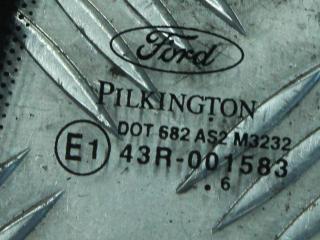 Ford
PILKINGTON
DOT 682 AS2 M3232
E1 43R-001583
. 6